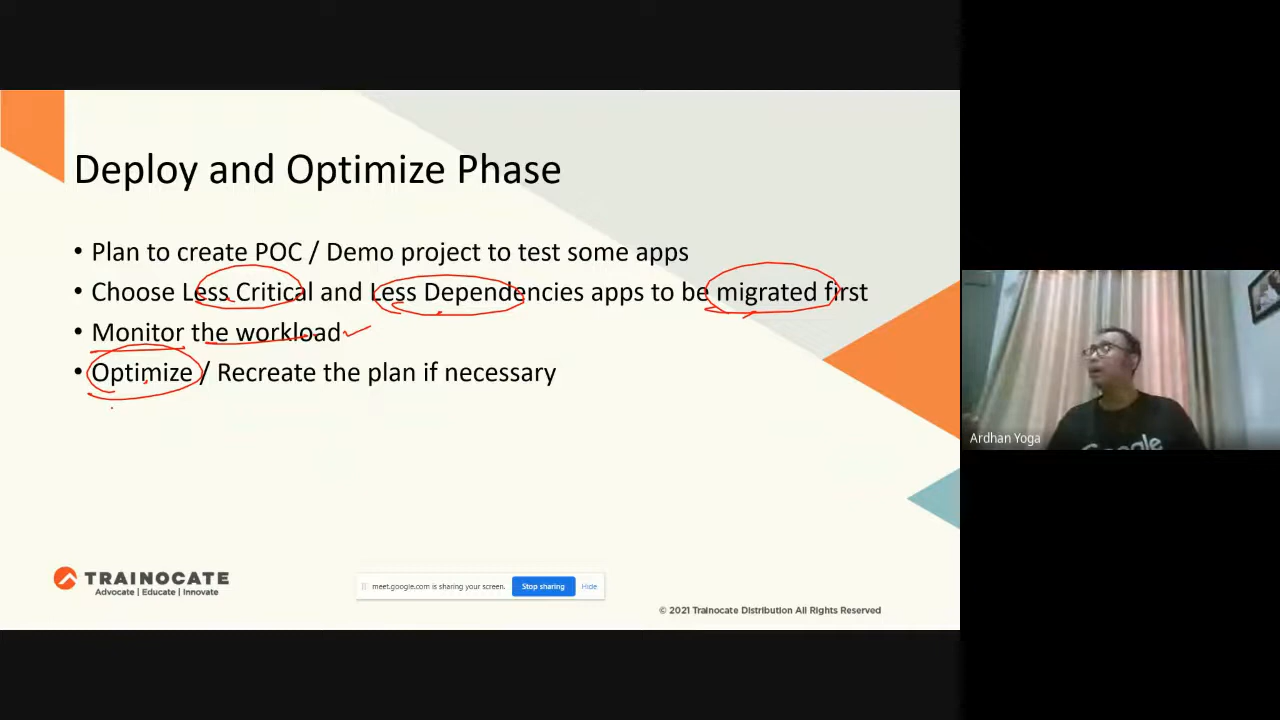 Deploy and Optimize Phase
• Plan to create POC / Demo project to test some apps
• Choose Less Critical and Less Dependencies apps to be migrated first
• Monitor the workload
• Optimize / Recreate the plan if necessary
Ardhan Yoga
Google
TRAINOCATE
Advocate | Educate | Innovate
meet.google.com is sharing your screen. Stop sharing Hide
© 2021 Trainocate Distribution All Rights Reserved